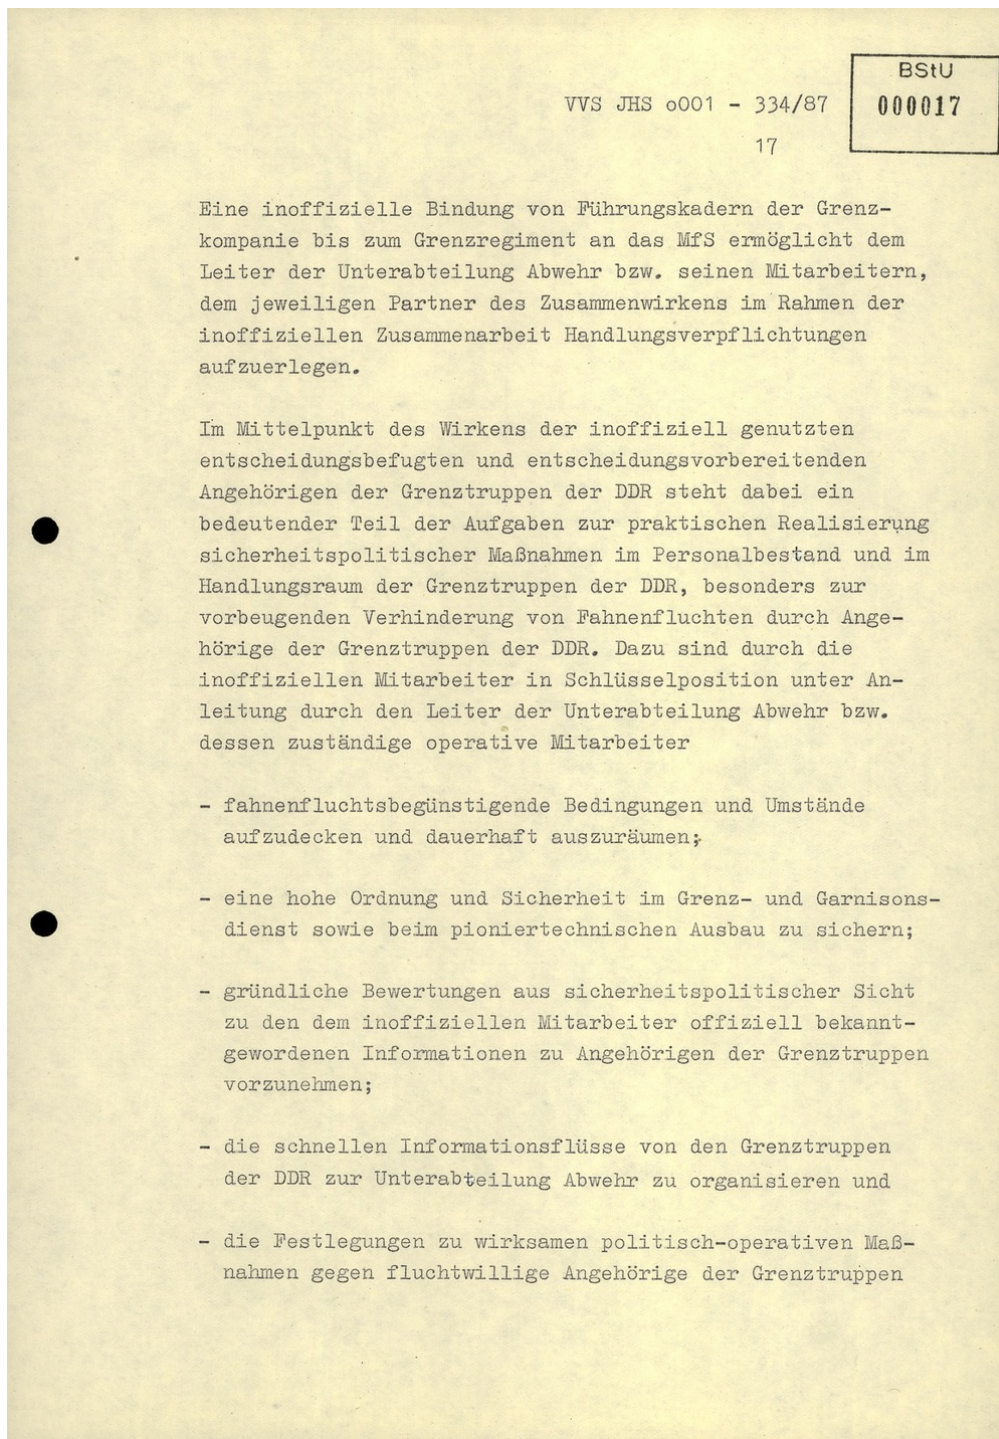 BStU
000017
VVS JHS o001 - 334/87
17
Eine inoffizielle Bindung von Führungskadern der Grenz-
kompanie bis zum Grenzregiment an das MfS ermöglicht dem
Leiter der Unterabteilung Abwehr bzw. seinen Mitarbeitern,
dem jeweiligen Partner des Zusammenwirkens im Rahmen der
inoffiziellen Zusammenarbeit Handlungsverpflichtungen
aufzuerlegen.
Im Mittelpunkt des Wirkens der inoffiziell genutzten
entscheidungsbefugten und entscheidungsvorbereitenden
Angehörigen der Grenztruppen der DDR steht dabei ein
bedeutender Teil der Aufgaben zur praktischen Realisierung
sicherheitspolitischer Maßnahmen im Personalbestand und im
Handlungsraum der Grenztruppen der DDR, besonders zur
vorbeugenden Verhinderung von Fahnenfluchten durch Ange-
hörige der Grenztruppen der DDR. Dazu sind durch die
inoffiziellen Mitarbeiter in Schlüsselposition unter An-
leitung durch den Leiter der Unterabteilung Abwehr bzw.
dessen zuständige operative Mitarbeiter
- fahnenfluchtsbegünstigende Bedingungen und Umstände
aufzudecken und dauerhaft auszuräumen;
- eine hohe Ordnung und Sicherheit im Grenz- und Garnisons-
dienst sowie beim pioniertechnischen Ausbau zu sichern;
- gründliche Bewertungen aus sicherheitspolitischer Sicht
zu den dem inoffiziellen Mitarbeiter offiziell bekannt-
gewordenen Informationen zu Angehörigen der Grenztruppen
vorzunehmen;
- die schnellen Informationsflüsse von den Grenztruppen
der DDR zur Unterabteilung Abwehr zu organisieren und
- die Festlegungen zu wirksamen politisch-operativen Maß-
nahmen gegen fluchtwillige Angehörige der Grenztruppen